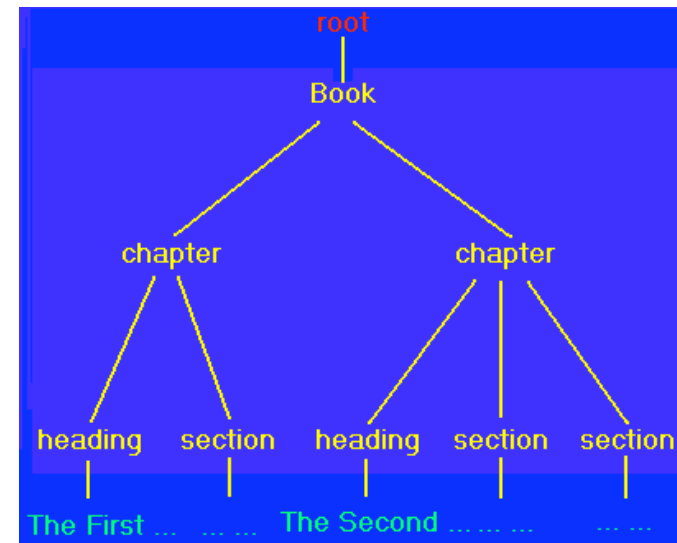 root
Book
chapter chapter
heading section heading section section
The First ... ... ... The Second ... ... ... ... ...